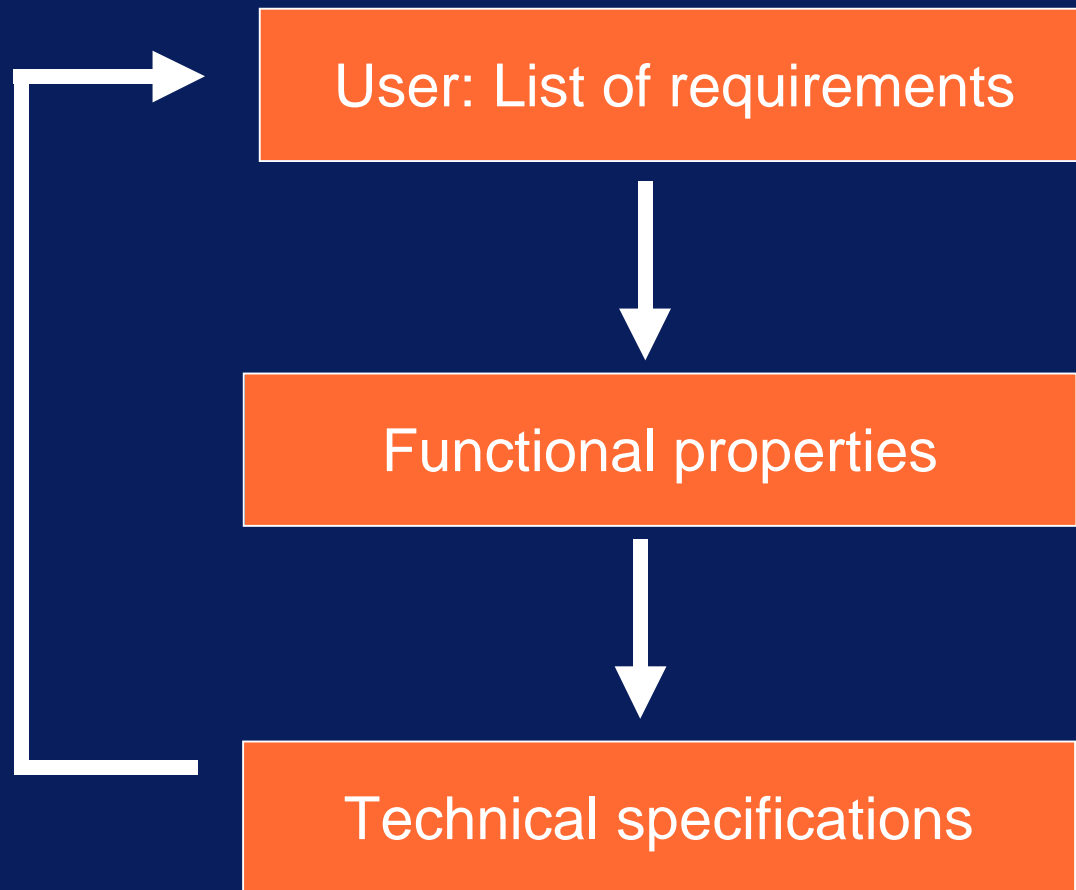 User: List of requirements
Functional properties
Technical specifications